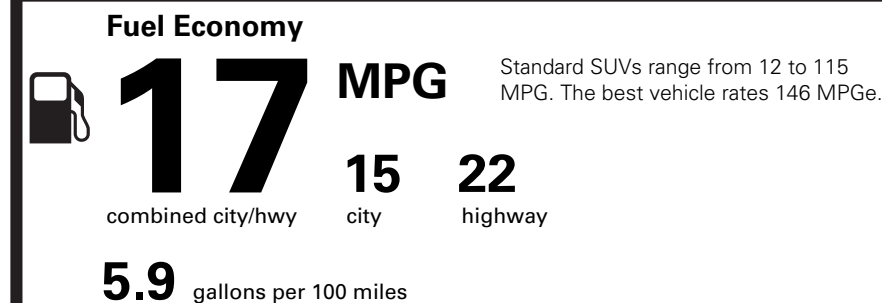 Fuel Economy
17 MPG
Standard SUVs range from 12 to 115
MPG. The best vehicle rates 146 MPGe.
15 22
combined city/hwy city highway
5.9 gallons per 100 miles